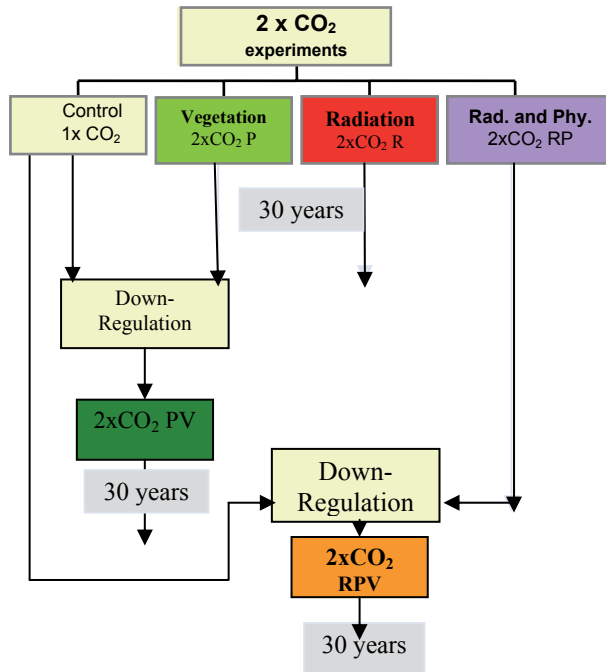 2 x CO₂
experiments
Control
1x CO₂
Vegetation
2xCO₂ P
Radiation
2xCO₂ R
Rad. and Phy.
2xCO₂ RP
30 years
Down-
Regulation
2xCO₂ PV
30 years
Down-
Regulation
2xCO₂
RPV
30 years